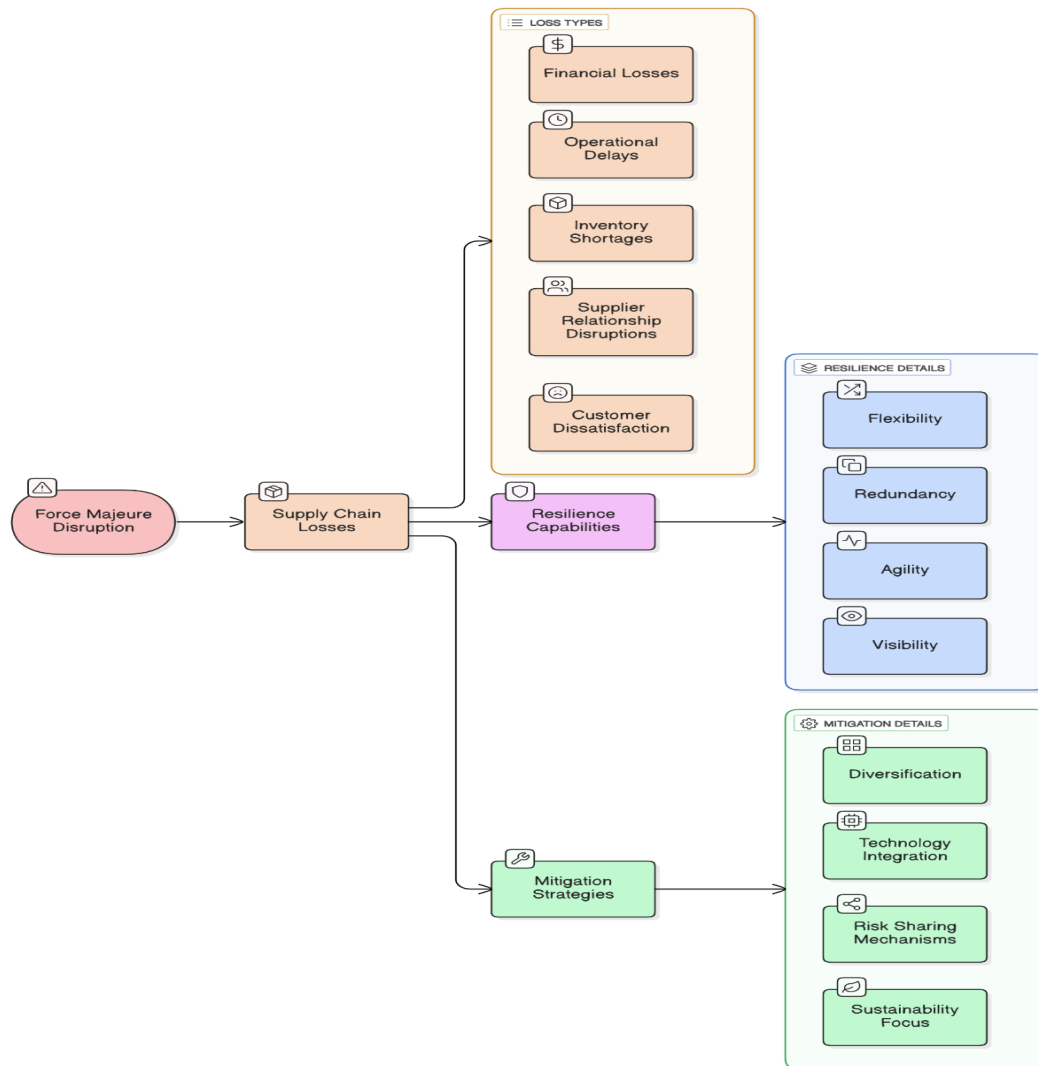 LOSS TYPES
Financial Losses
Operational
Delays
Inventory
Shortages
Supplier
Relationship
Disruptions
Customer
Dissatisfaction
Force Majeure
Disruption
Supply Chain
Losses
Resilience
Capabilities
RESILIENCE DETAILS
Flexibility
Redundancy
Agility
Visibility
Mitigation
Strategies
MITIGATION DETAILS
Diversification
Technology
Integration
Risk Sharing
Mechanisms
Sustainability
Focus